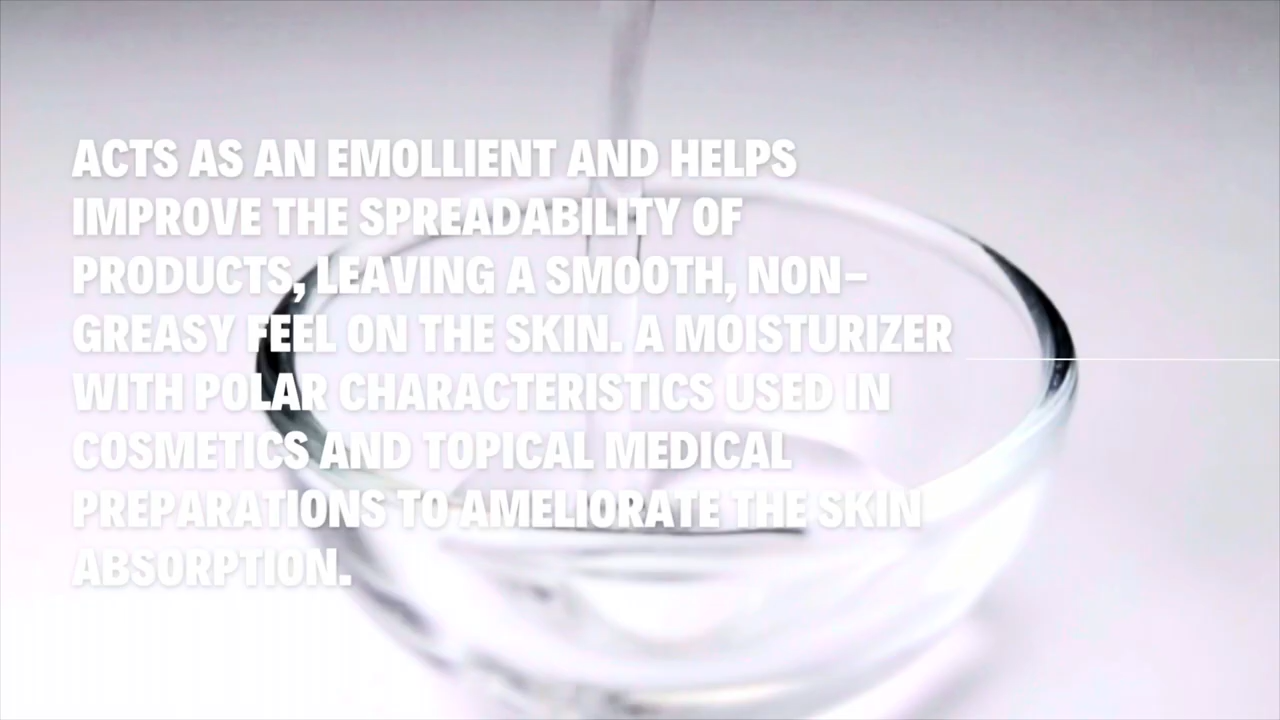 ACTS AS AN EMOLLIENT AND HELPS
IMPROVE THE SPREADABILITY OF
PRODUCTS, LEAVING A SMOOTH, NON-
GREASY FEEL ON THE SKIN. A MOISTURIZER
WITH POLAR CHARACTERISTICS USED IN
COSMETICS AND TOPICAL MEDICAL
PREPARATIONS TO AMELIORATE THE SKIN
ABSORPTION.